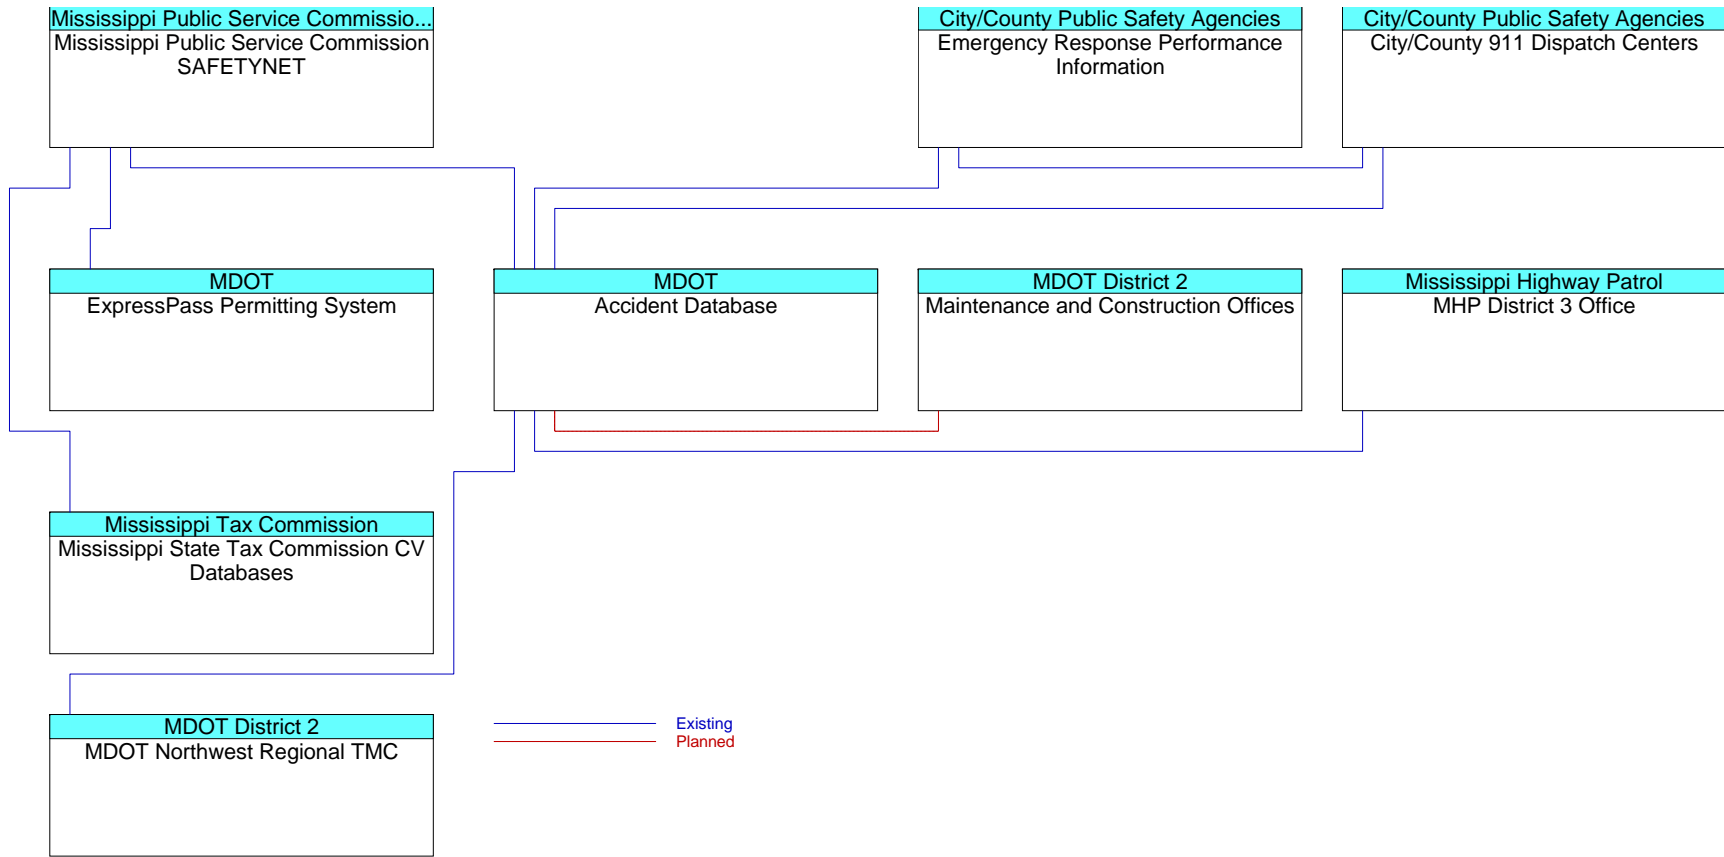 Mississippi Public Service Commissio...
Mississippi Public Service Commission
SAFETYNET
City/County Public Safety Agencies
Emergency Response Performance
Information
City/County Public Safety Agencies
City/County 911 Dispatch Centers
MDOT
ExpressPass Permitting System
MDOT
Accident Database
MDOT District 2
Maintenance and Construction Offices
Mississippi Highway Patrol
MHP District 3 Office
Mississippi Tax Commission
Mississippi State Tax Commission CV
Databases
MDOT District 2
MDOT Northwest Regional TMC
Existing
Planned